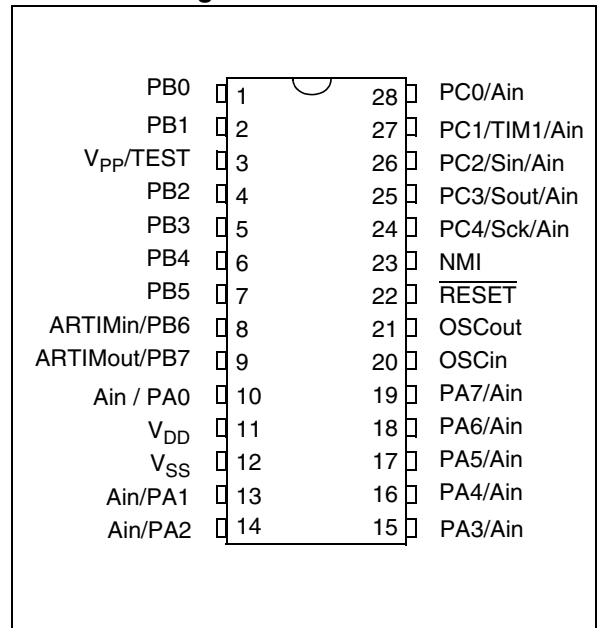 PB0 1 28 PC0/Ain
PB1 2 27 PC1/TIM1/Ain
VPP/TEST 3 26 PC2/Sin/Ain
PB2 4 25 PC3/Sout/Ain
PB3 5 24 PC4/Sck/Ain
PB4 6 23 NMI
PB5 7 22 RESET
ARTIMin/PB6 8 21 OSCout
ARTIMout/PB7 9 20 OSCin
Ain / PA0 10 19 PA7/Ain
VDD 11 18 PA6/Ain
VSS 12 17 PA5/Ain
Ain/PA1 13 16 PA4/Ain
Ain/PA2 14 15 PA3/Ain